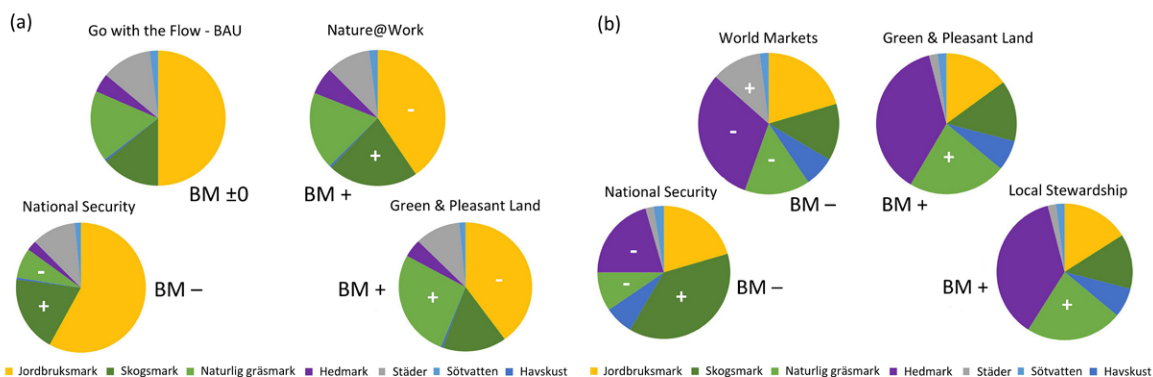 (a)
Go with the Flow - BAU
Nature@Work
-
+
BM ±0
BM +
National Security
Green & Pleasant Land
-
+
BM –
BM +
-
+
Jordbruksmark Skogsmark Naturlig gräsmark Hedmark Städer Sötvatten Havskust
(b)
World Markets
Green & Pleasant Land
+
-
-
+
BM –
BM +
National Security
Local Stewardship
-
-
+
BM –
BM +
+
Jordbruksmark Skogsmark Naturlig gräsmark Hedmark Städer Sötvatten Havskust